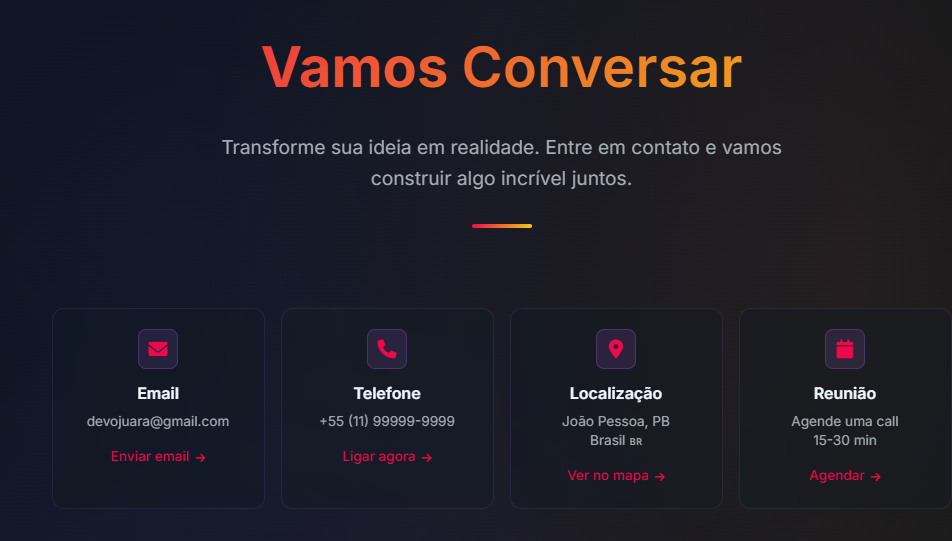 Vamos Conversar
Transforme sua ideia em realidade. Entre em contato e vamos
construir algo incrível juntos.
Email
devojuara@gmail.com
Enviar email →
Telefone
+55 (11) 99999-9999
Ligar agora →
Localização
João Pessoa, PB
Brasil BR
Ver no mapa →
Reunião
Agende uma call
15-30 min
Agendar →